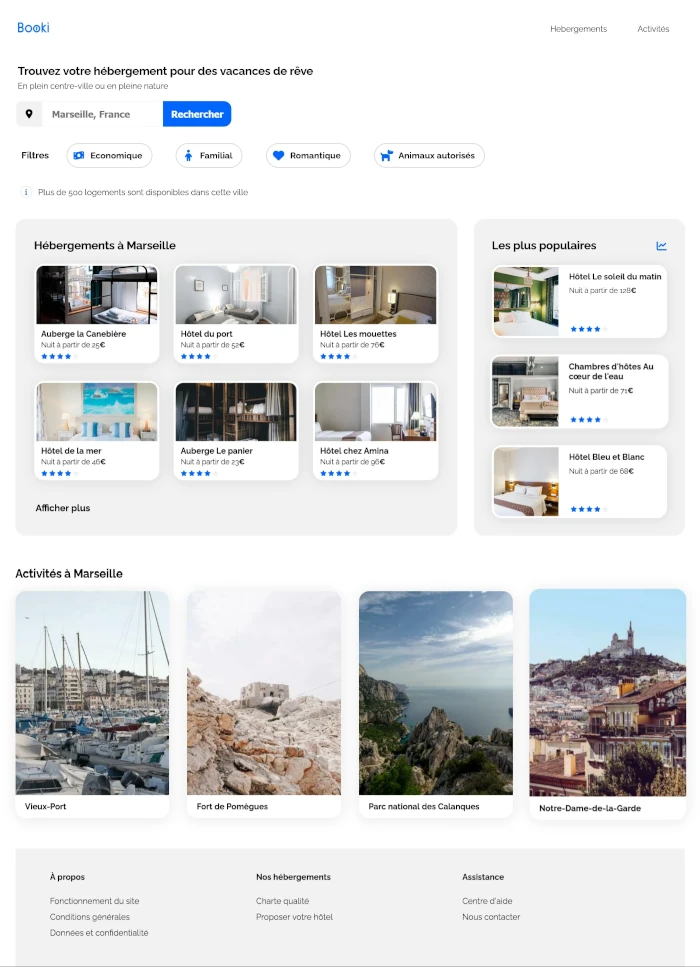 Booki
Hebergements
Activités
Trouvez votre hébergement pour des vacances de rêve
En plein centre-ville ou en pleine nature
Marseille, France
Rechercher
Filtres
Economique
Familial
Romantique
Animaux autorisés
i
Plus de 500 logements sont disponibles dans cette ville
Hébergements à Marseille
Auberge la Canebière
Nuit à partir de 25€
Hôtel du port
Nuit à partir de 52€
Hôtel Les mouettes
Nuit à partir de 76€
Hôtel de la mer
Nuit à partir de 46€
Auberge Le panier
Nuit à partir de 23€
Hôtel chez Amina
Nuit à partir de 96€
Afficher plus
Les plus populaires
Hôtel Le soleil du matin
Nuit à partir de 128€
Chambres d'hôtes Au
cœur de l'eau
Nuit à partir de 71€
Hôtel Bleu et Blanc
Nuit à partir de 68€
Activités à Marseille
Vieux-Port
Fort de Pomègues
Parc national des Calanques
Notre-Dame-de-la-Garde
À propos
Fonctionnement du site
Conditions générales
Données et confidentialité
Nos hébergements
Charte qualité
Proposer votre hôtel
Assistance
Centre d'aide
Nous contacter